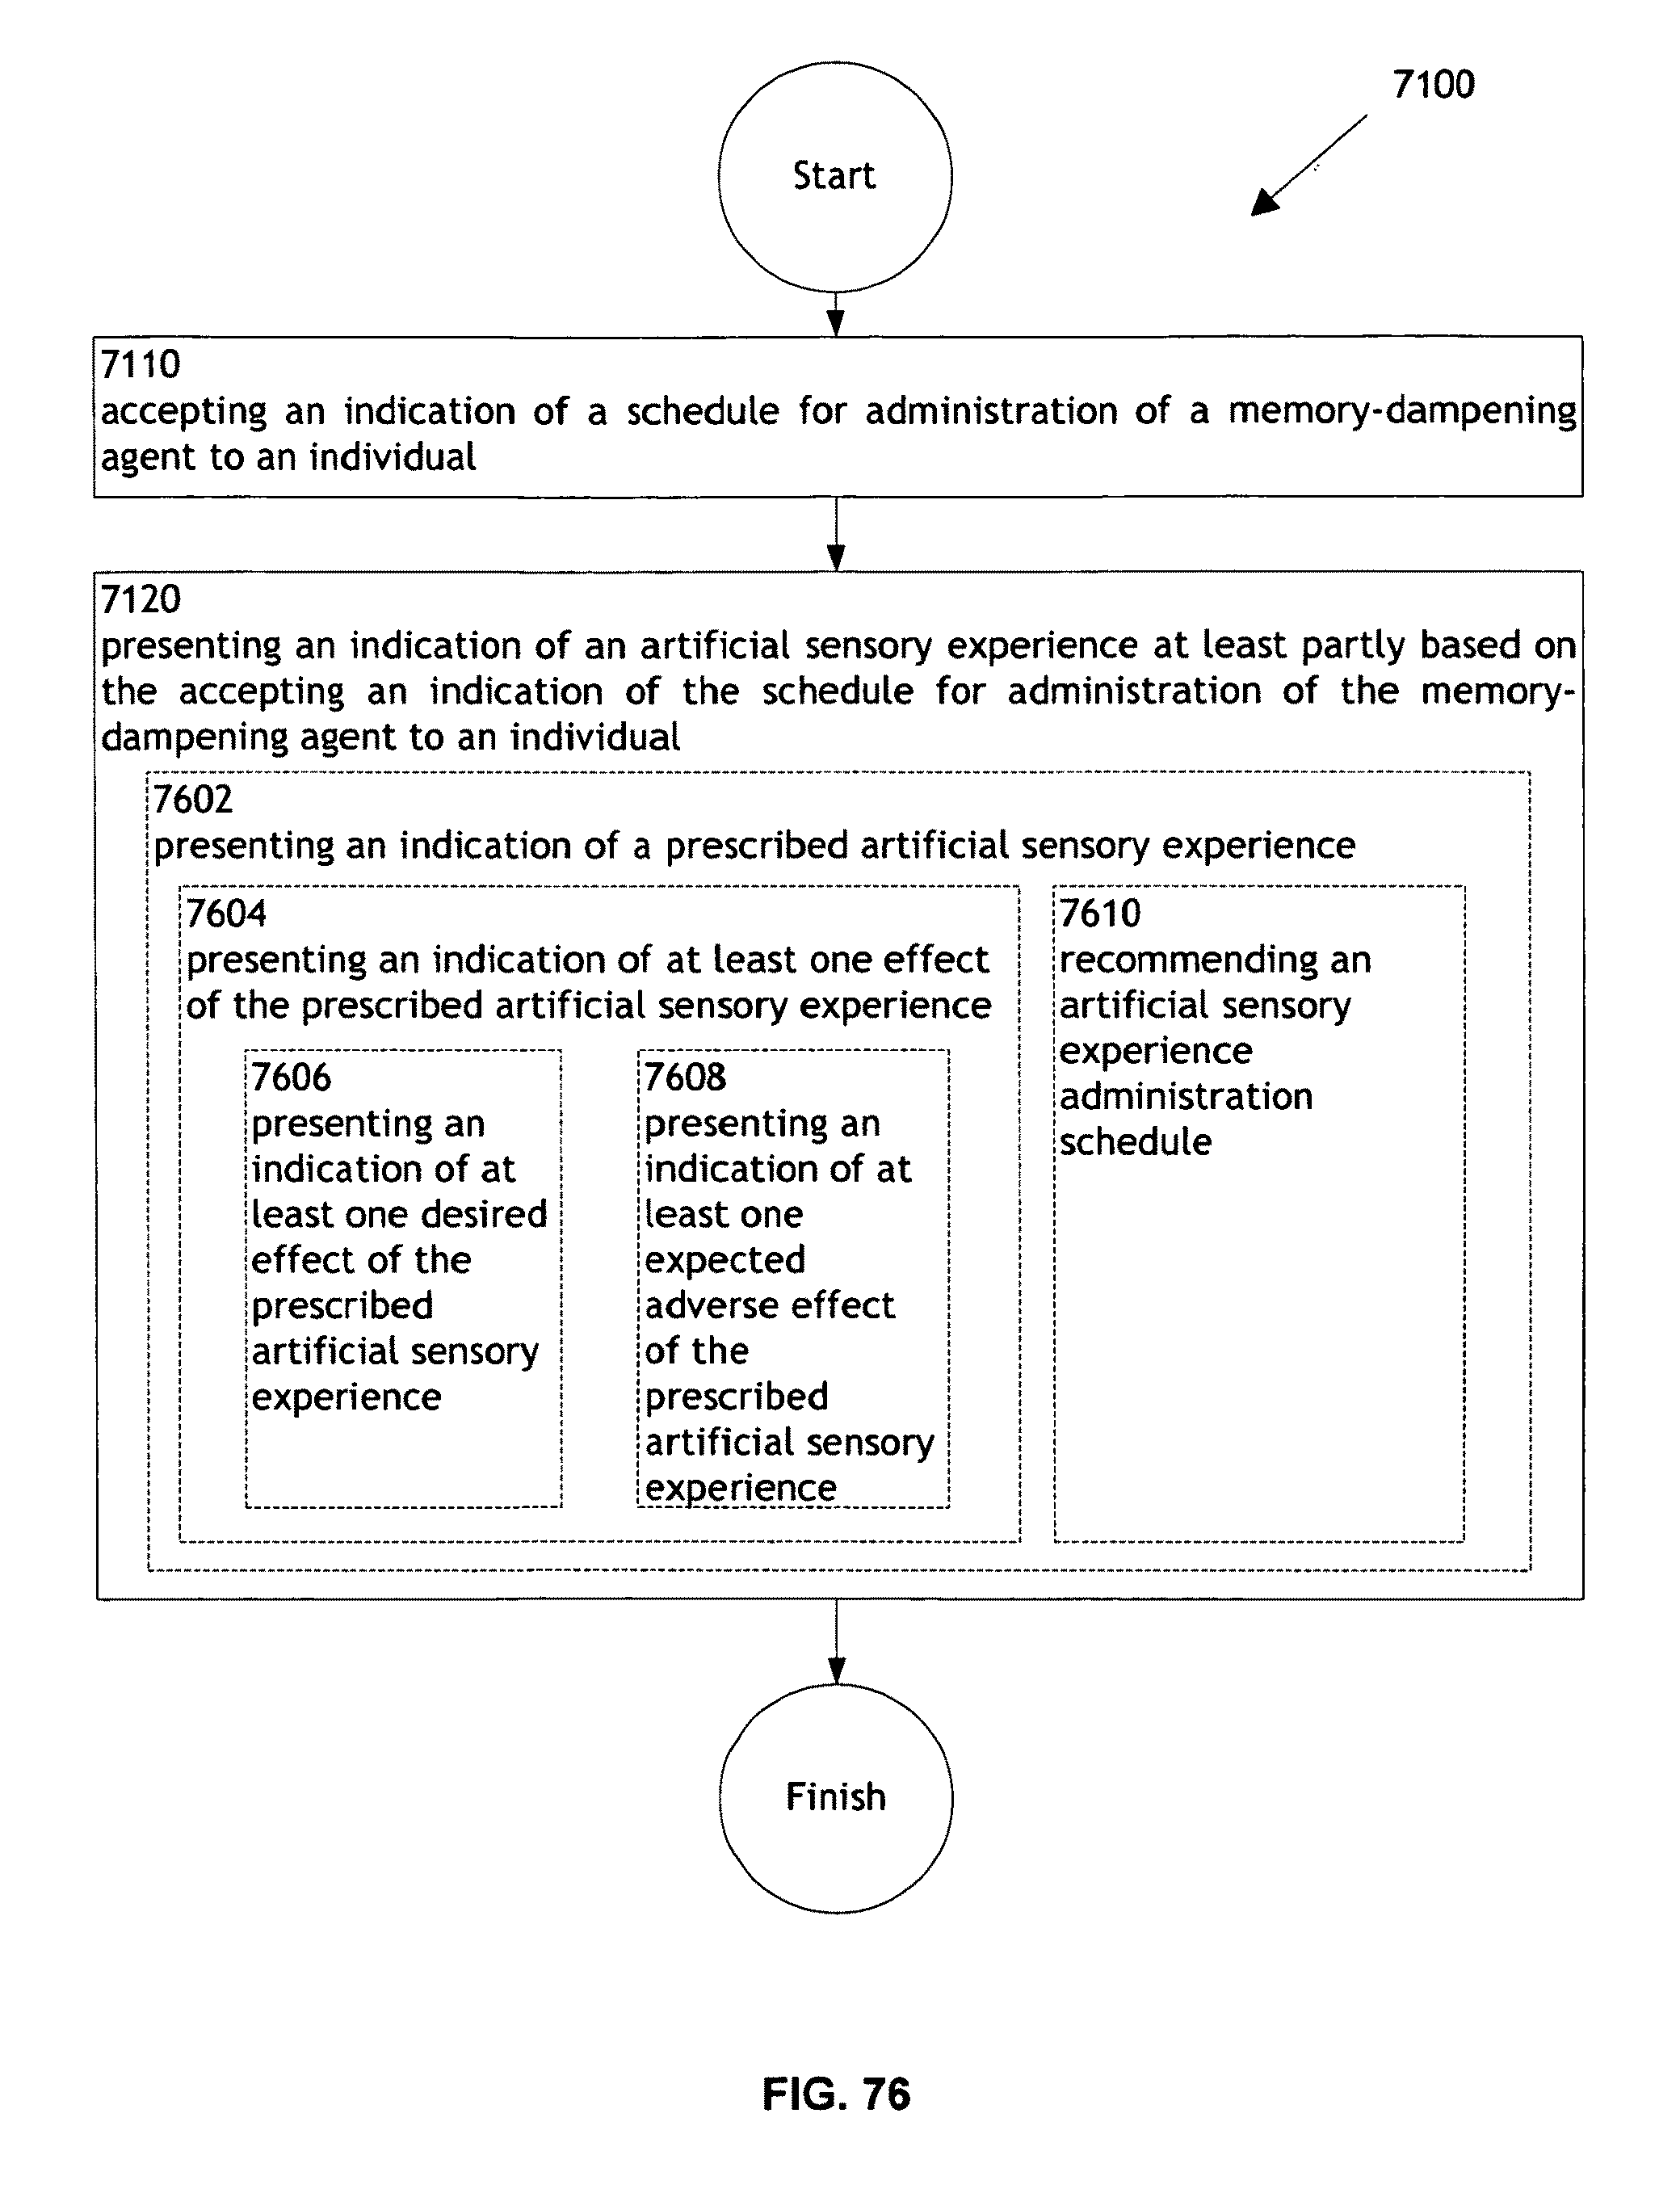 7100
Start
7110
accepting an indication of a schedule for administration of a memory-dampening
agent to an individual
7120
presenting an indication of an artificial sensory experience at least partly based on
the accepting an indication of the schedule for administration of the memory-
dampening agent to an individual
7602
presenting an indication of a prescribed artificial sensory experience
7604
presenting an indication of at least one effect
of the prescribed artificial sensory experience
7606
presenting an
indication of at
least one desired
effect of the
prescribed
artificial sensory
experience
7608
presenting an
indication of at
least one
expected
adverse effect
of the
prescribed
artificial sensory
experience
7610
recommending an
artificial sensory
experience
administration
schedule
Finish
FIG. 76